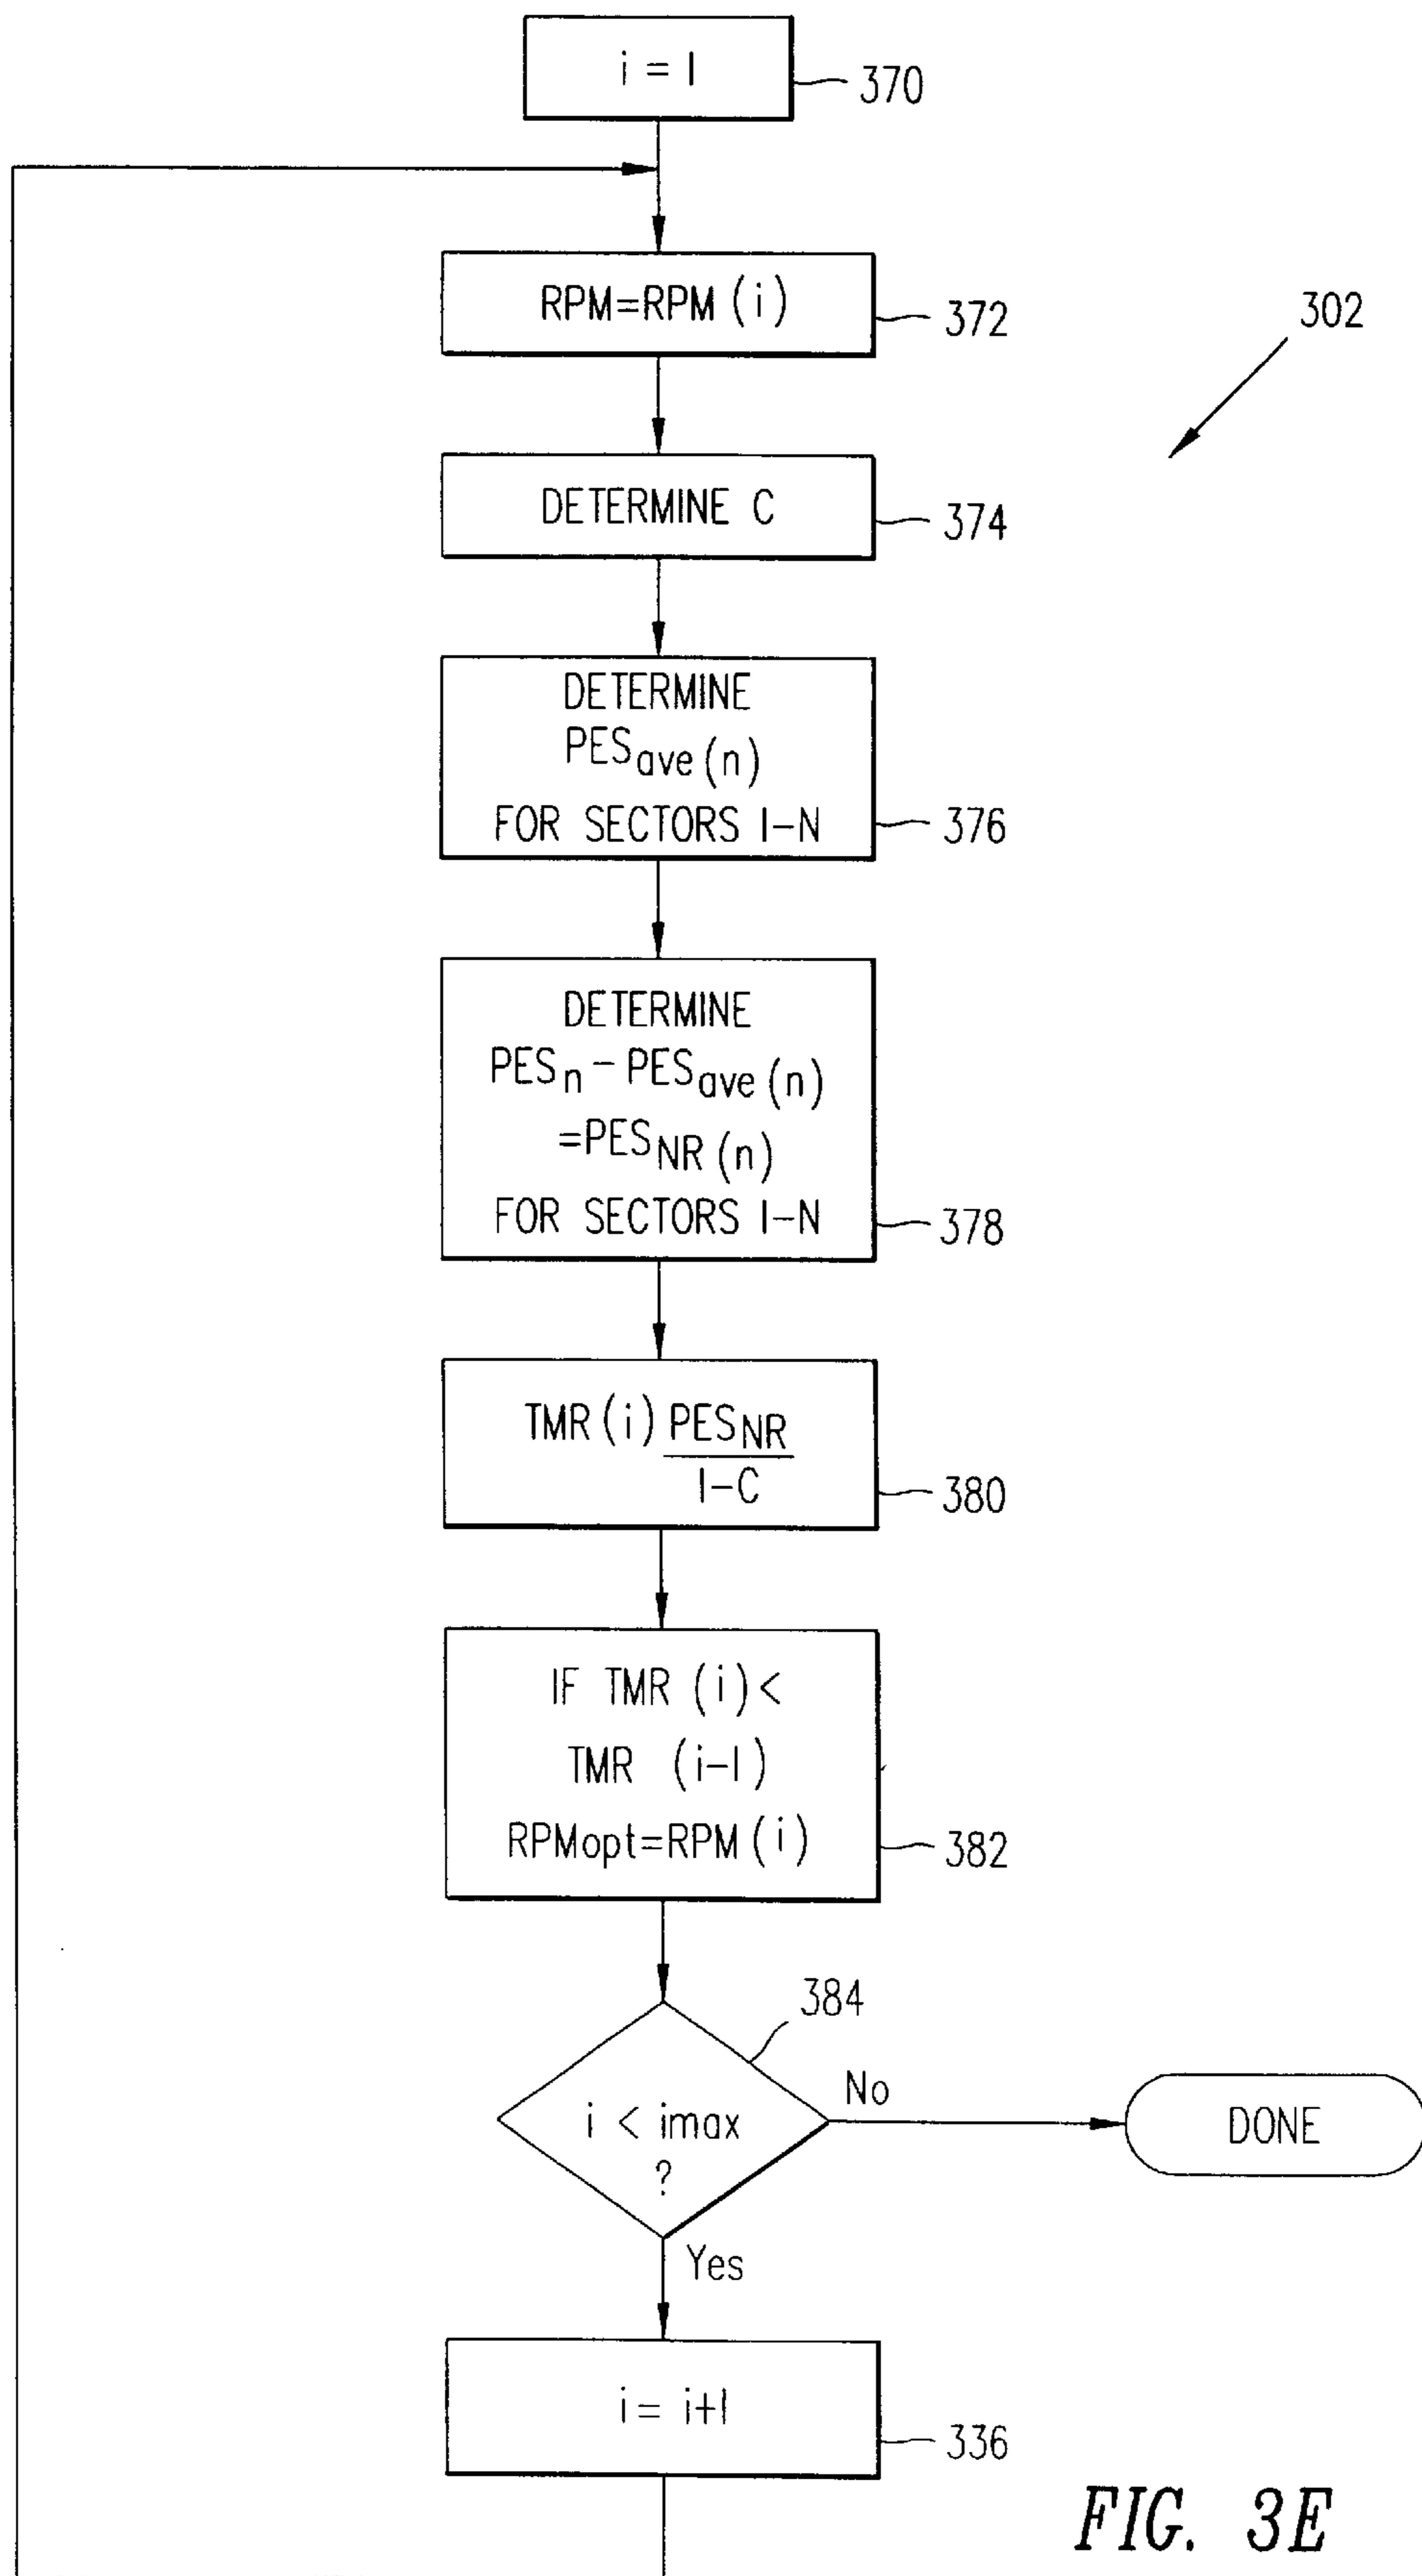 i = 1
370
RPM=RPM (i)
372
302
DETERMINE C
374
DETERMINE
PESave(n)
FOR SECTORS 1-N
376
DETERMINE
PESn - PESave(n)
=PESNR(n)
FOR SECTORS 1-N
378
TMR(i) PESNR
1-C
380
IF TMR (i)<
TMR (i-1)
RPMopt=RPM(i)
382
384
i < imax
?
No
DONE
Yes
i = i+1
336
FIG. 3E